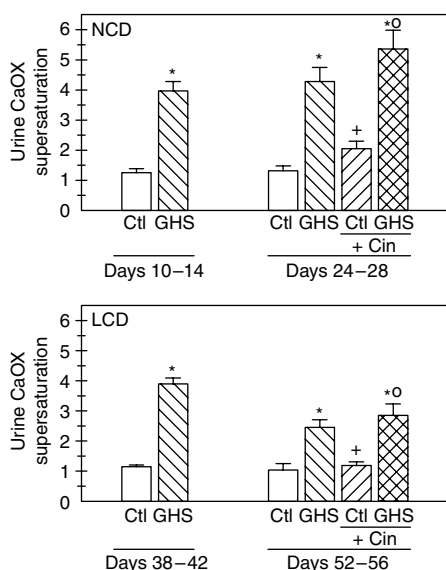 NCD
Urine CaOX
supersaturation
6
5
4
3
2
1
0
*
*
+
*o
Ctl GHS
Ctl GHS Ctl GHS
+ Cin
Days 10–14
Days 24–28
LCD
Urine CaOX
supersaturation
6
5
4
3
2
1
0
*
*
+
*o
Ctl GHS
Ctl GHS Ctl GHS
+ Cin
Days 38–42
Days 52–56